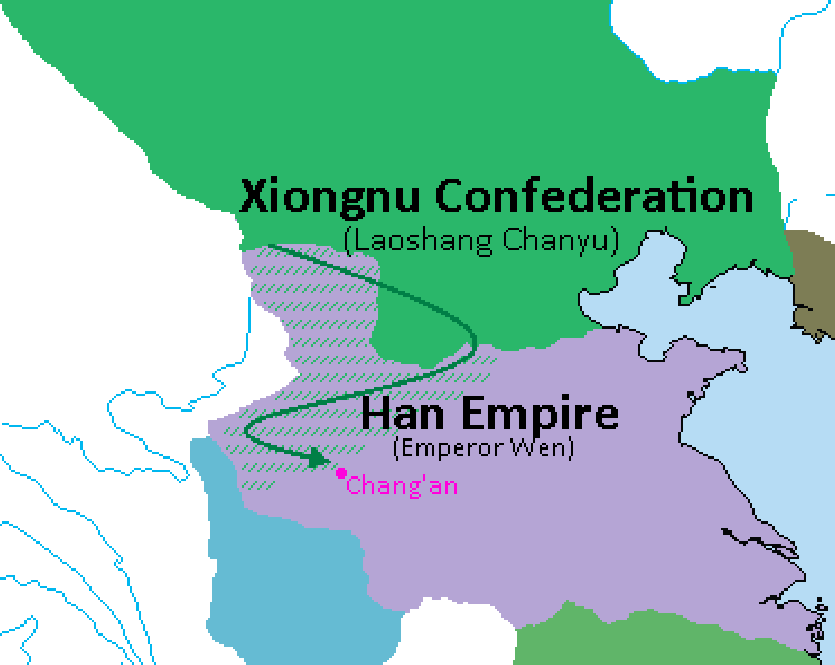 Xiongnu Confederation
(Laoshang Chanyu)
Han Empire
(Emperor Wen)
Chang'an